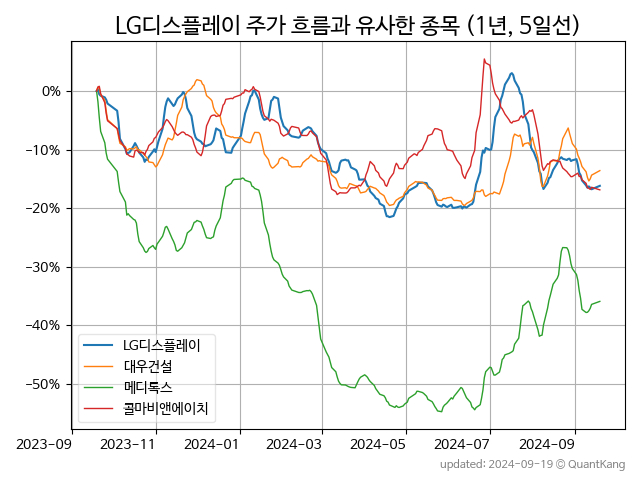 LG디스플레이 주가 흐름과 유사한 종목 (1년, 5일선)
0%
−10%
−20%
−30%
−40%
−50%
LG디스플레이
대우건설
메디톡스
콜마비앤에이치
2023-09 2023-11 2024-01 2024-03 2024-05 2024-07 2024-09
updated: 2024-09-19 © QuantKang